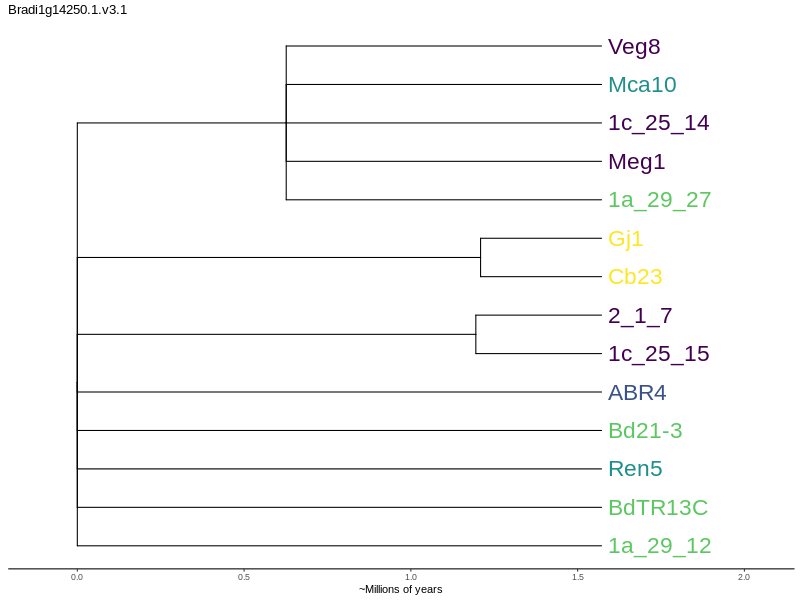 Bradi1g14250.1.v3.1
Veg8
Mca10
1c_25_14
Meg1
1a_29_27
Gj1
Cb23
2_1_7
1c_25_15
ABR4
Bd21-3
Ren5
BdTR13C
1a_29_12
0.0 0.5 1.0 1.5 2.0
~Millions of years